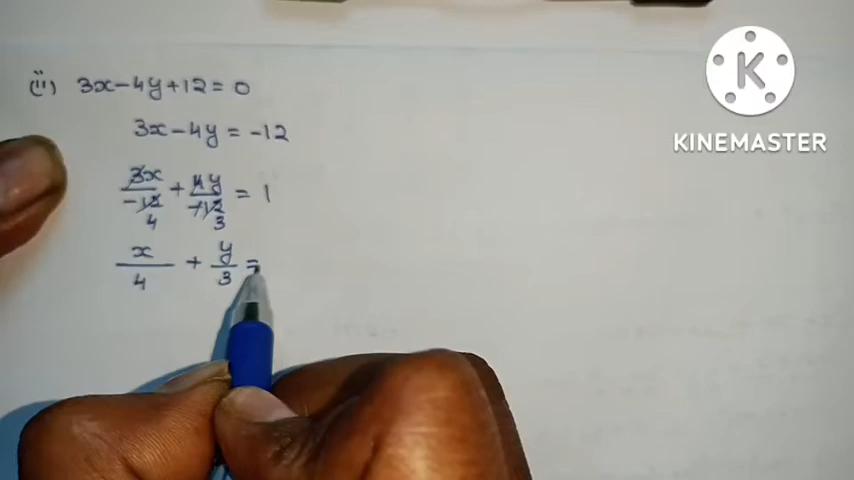 (ii) 3x-4y+12=0
3x-4y=-12
3x/-12 + 4y/+12 = 1
4 3
x/4 + y/3 =
K
KINEMASTER